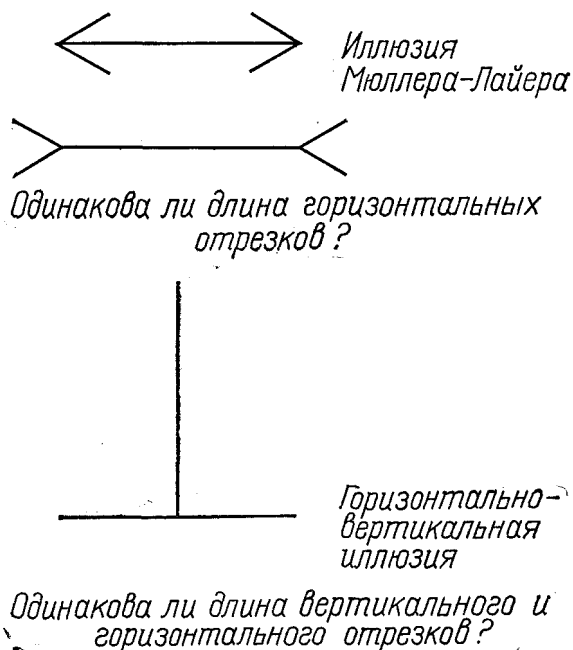 Иллюзия
Мюллера-Лайера
Одинакова ли длина горизонтальных
отрезков?
Горизонтально-
вертикальная
иллюзия
Одинакова ли длина вертикального и
горизонтального отрезков?